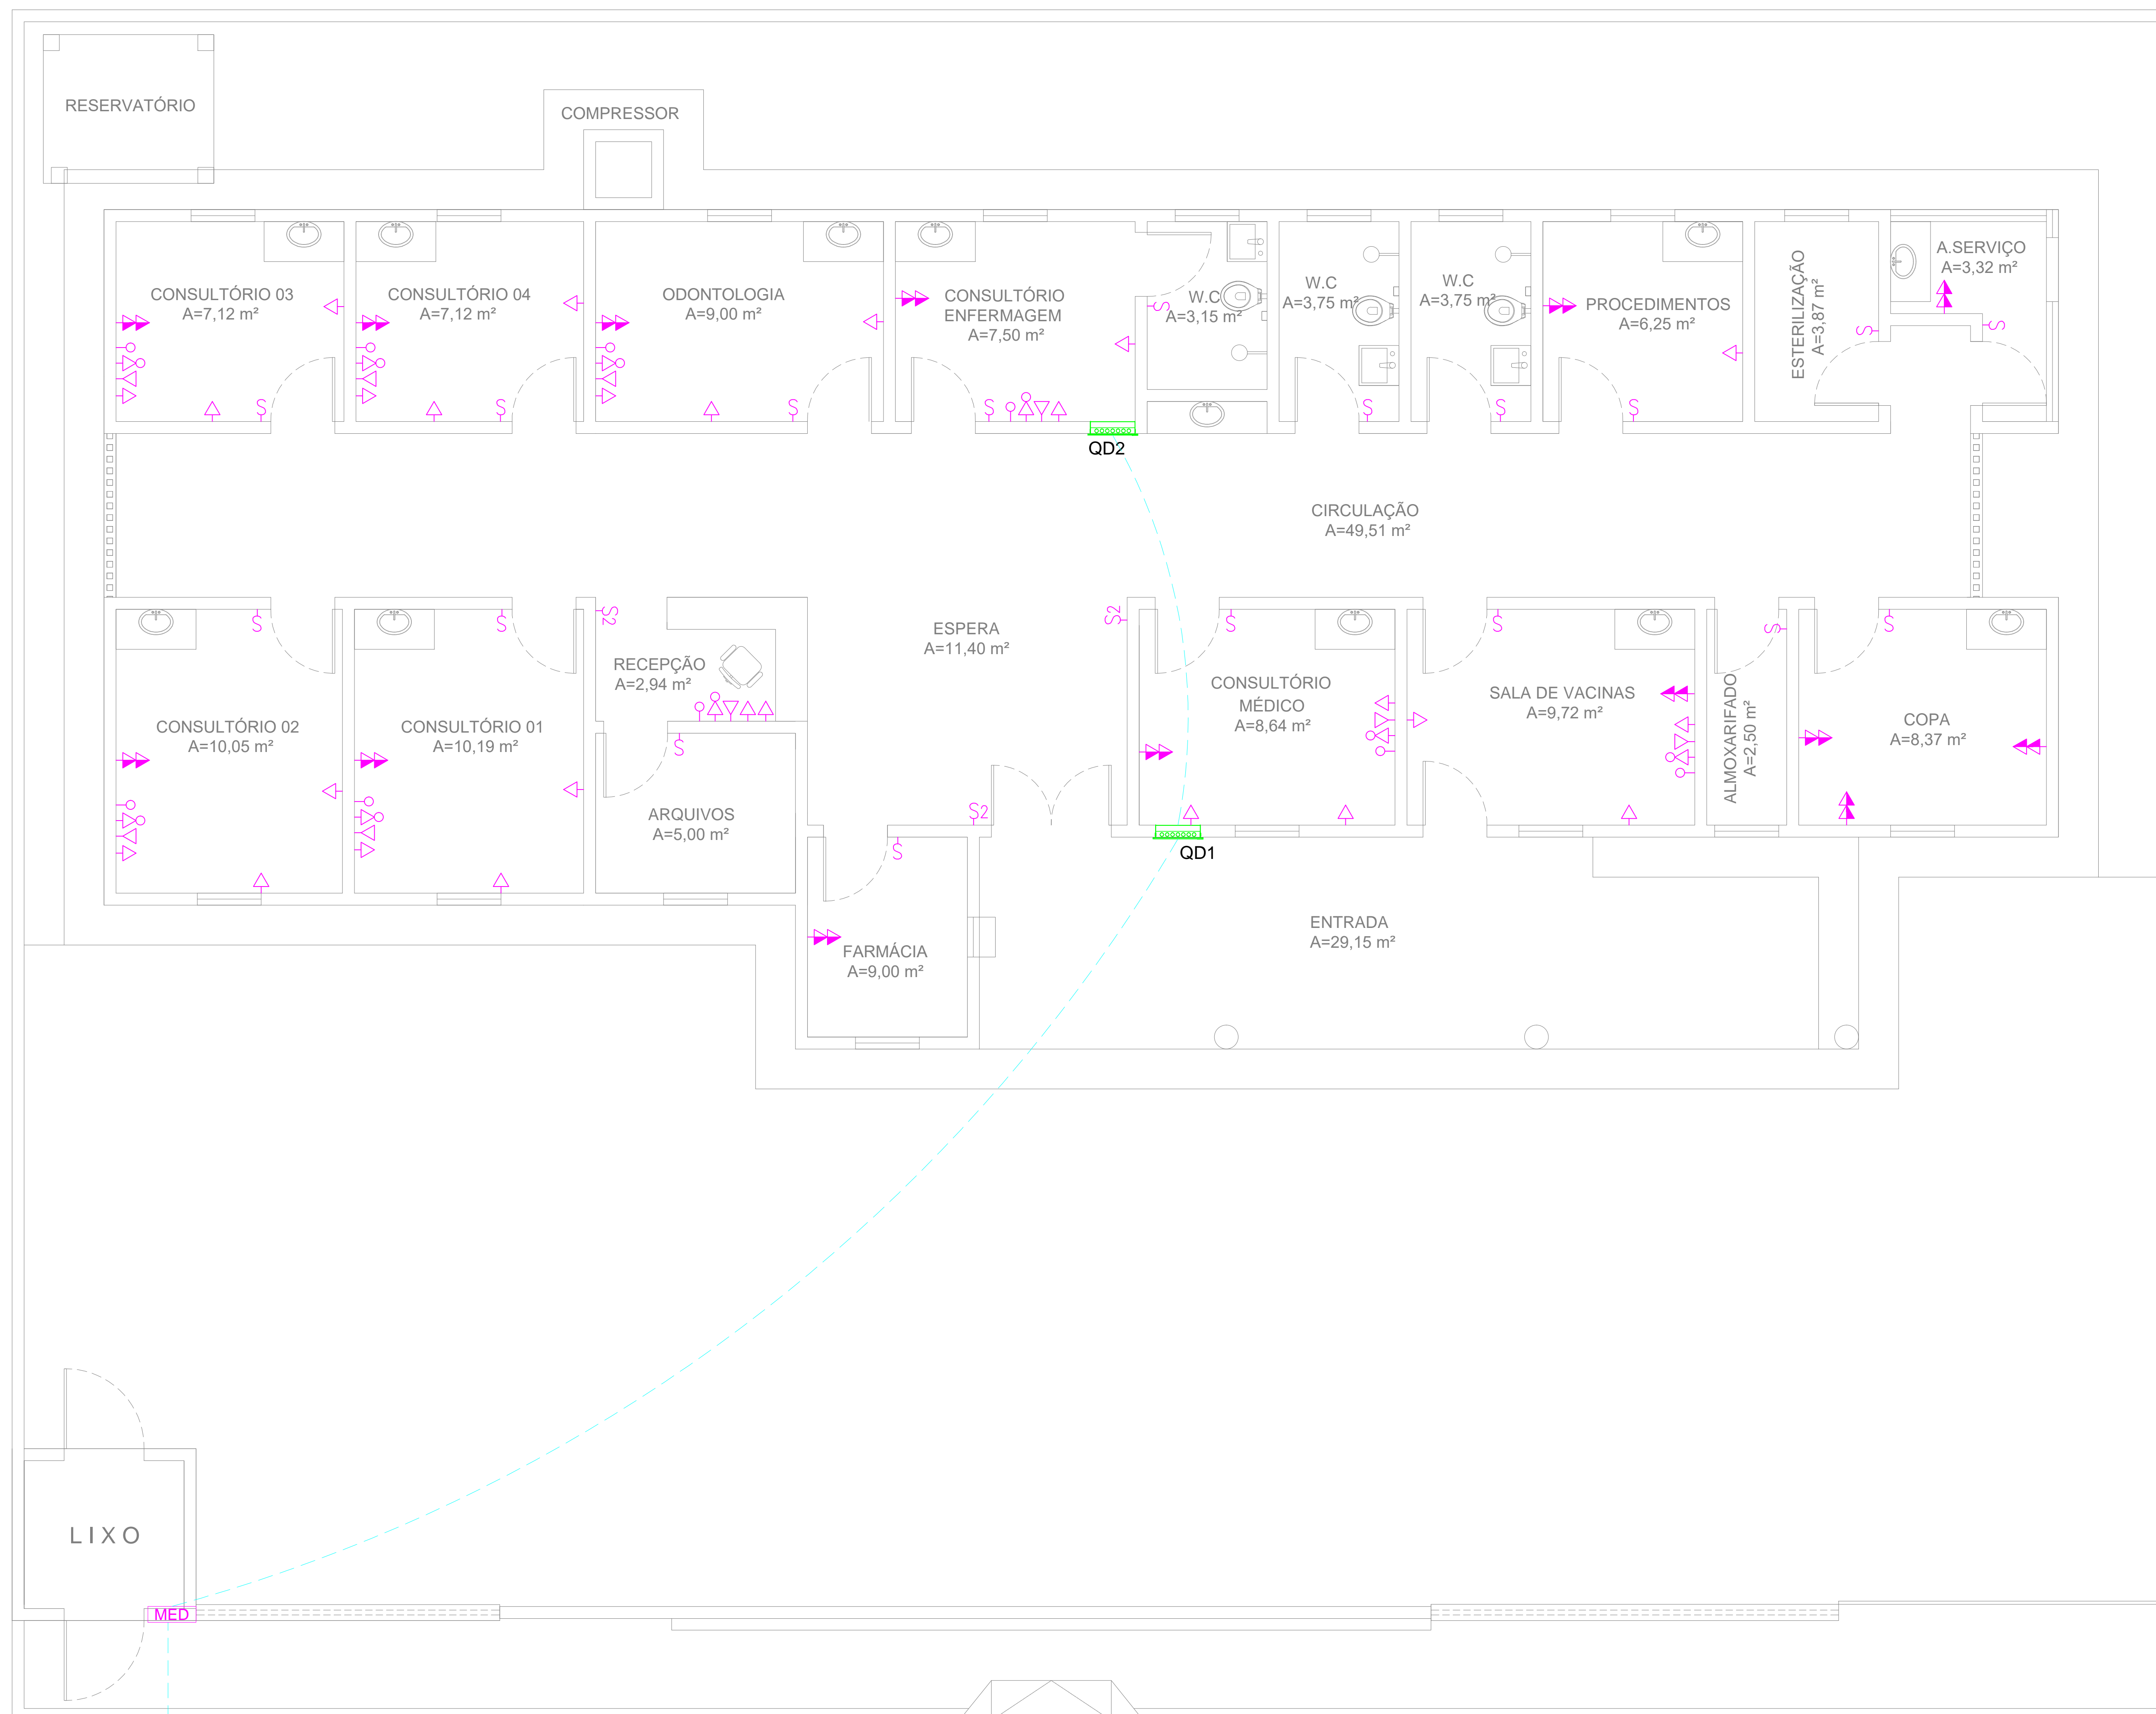 RESERVATÓRIO
COMPRESSOR
CONSULTÓRIO 03
A=7,12 m²
CONSULTÓRIO 04
A=7,12 m²
ODONTOLOGIA
A=9,00 m²
CONSULTÓRIO
ENFERMAGEM
A=7,50 m²
W.C
A=3,15 m²
W.C
A=3,75 m²
W.C
A=3,75 m²
PROCEDIMENTOS
A=6,25 m²
ESTERILIZAÇÃO
A=3,87 m²
A.SERVIÇO
A=3,32 m²
S
S
S
S
S
S
S
S
S
S
QD2
CIRCULAÇÃO
A=49,51 m²
S
S
S2
S2
S
S
S
S
ESPERA
A=11,40 m²
RECEPÇÃO
A=2,94 m²
CONSULTÓRIO 02
A=10,05 m²
CONSULTÓRIO 01
A=10,19 m²
S
ARQUIVOS
A=5,00 m²
CONSULTÓRIO
MÉDICO
A=8,64 m²
SALA DE VACINAS
A=9,72 m²
ALMOXARIFADO
A=2,50 m²
COPA
A=8,37 m²
S2
S
QD1
FARMÁCIA
A=9,00 m²
ENTRADA
A=29,15 m²
LIXO
MED